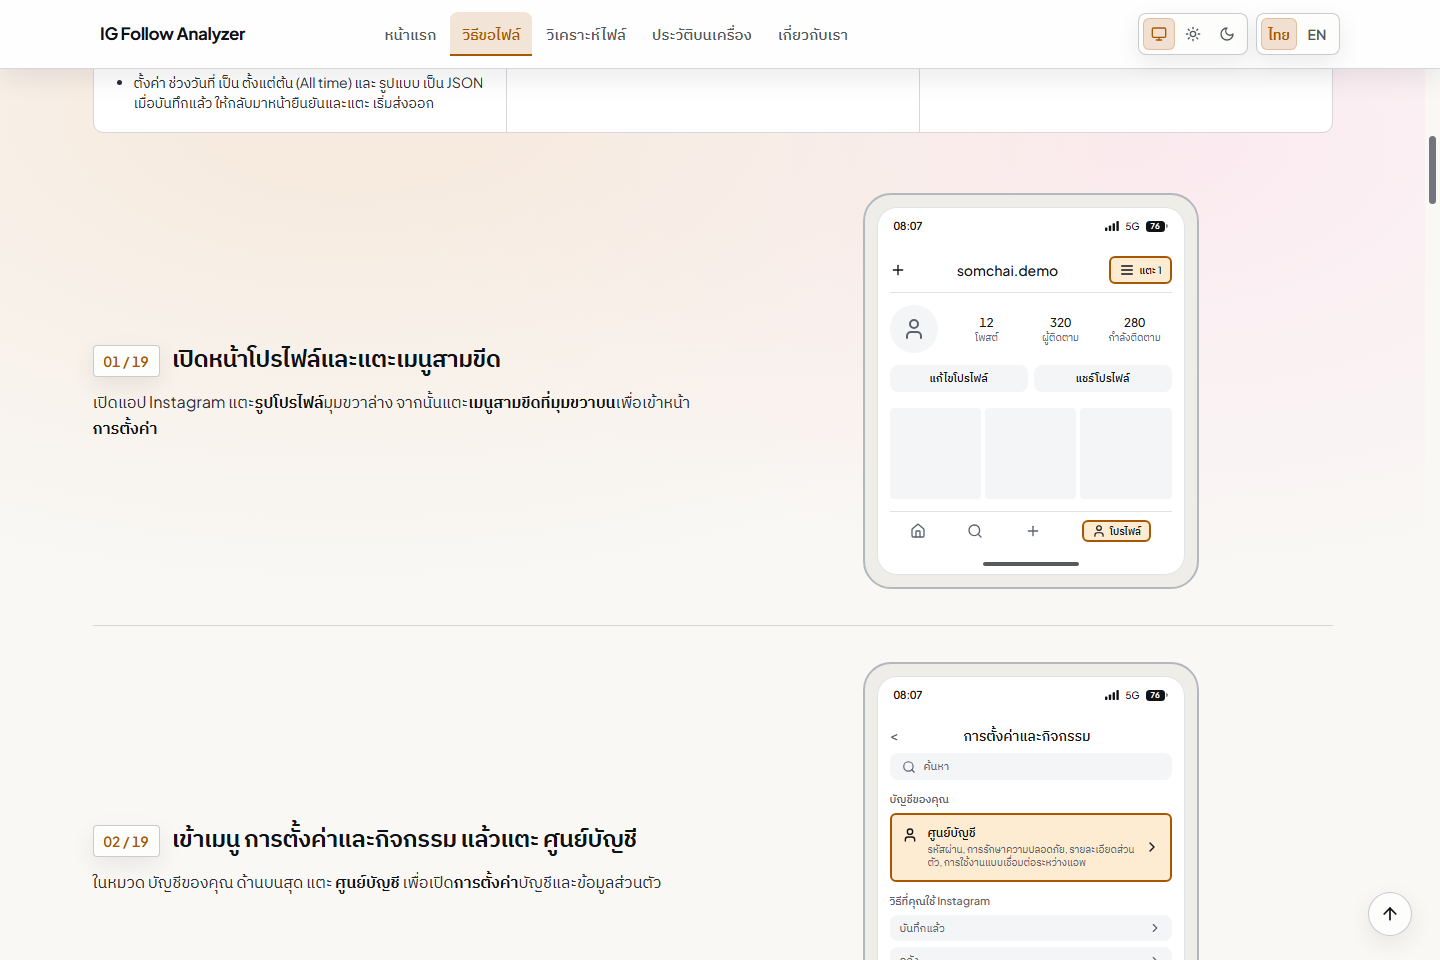 IG Follow Analyzer
หน้าแรก
วิธีขอไฟล์
วิเคราะห์ไฟล์
ประวัติบนเครื่อง
เกี่ยวกับเรา
ไทย
EN
ตั้งค่า ช่วงวันที่ เป็น ตั้งแต่ต้น (All time) และ รูปแบบ เป็น JSON
เมื่อบันทึกแล้ว ให้กลับมาหน้ายืนยันและแตะ เริ่มส่งออก
01 / 19
เปิดหน้าโปรไฟล์และแตะเมนูสามขีด
เปิดแอป Instagram แตะรูปโปรไฟล์มุมขวาล่าง จากนั้นแตะเมนูสามขีดที่มุมขวาบนเพื่อเข้าหน้า
การตั้งค่า
08:07
5G
76
somchai.demo
แตะ 1
12
320
280
โพสต์
ผู้ติดตาม
กำลังติดตาม
แก้ไขโปรไฟล์
แชร์โปรไฟล์
โปรไฟล์
02 / 19
เข้าเมนู การตั้งค่าและกิจกรรม แล้วแตะ ศูนย์บัญชี
ในหมวด บัญชีของคุณ ด้านบนสุด แตะ ศูนย์บัญชี เพื่อเปิดการตั้งค่าบัญชีและข้อมูลส่วนตัว
08:07
5G
76
<
การตั้งค่าและกิจกรรม
ค้นหา
บัญชีของคุณ
ศูนย์บัญชี
รหัสผ่าน, การรักษาความปลอดภัย, รายละเอียดส่วน
ตัว, การใช้งานแบบเชื่อมต่อระหว่างแอพ
วิธีที่คุณใช้ Instagram
บันทึกแล้ว